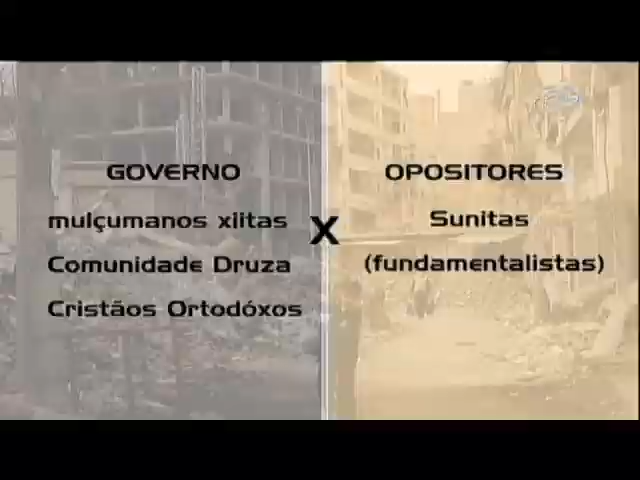 GOVERNO
mulçumanos xiitas
Comunidade Druza
Cristãos Ortodóxos
X
OPOSITORES
Sunitas
(fundamentalistas)